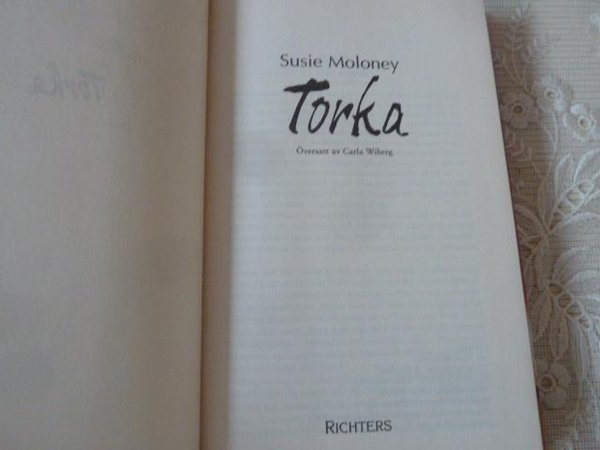 Susie Moloney
Torka
Översatt av Carla Wiberg
RICHTERS